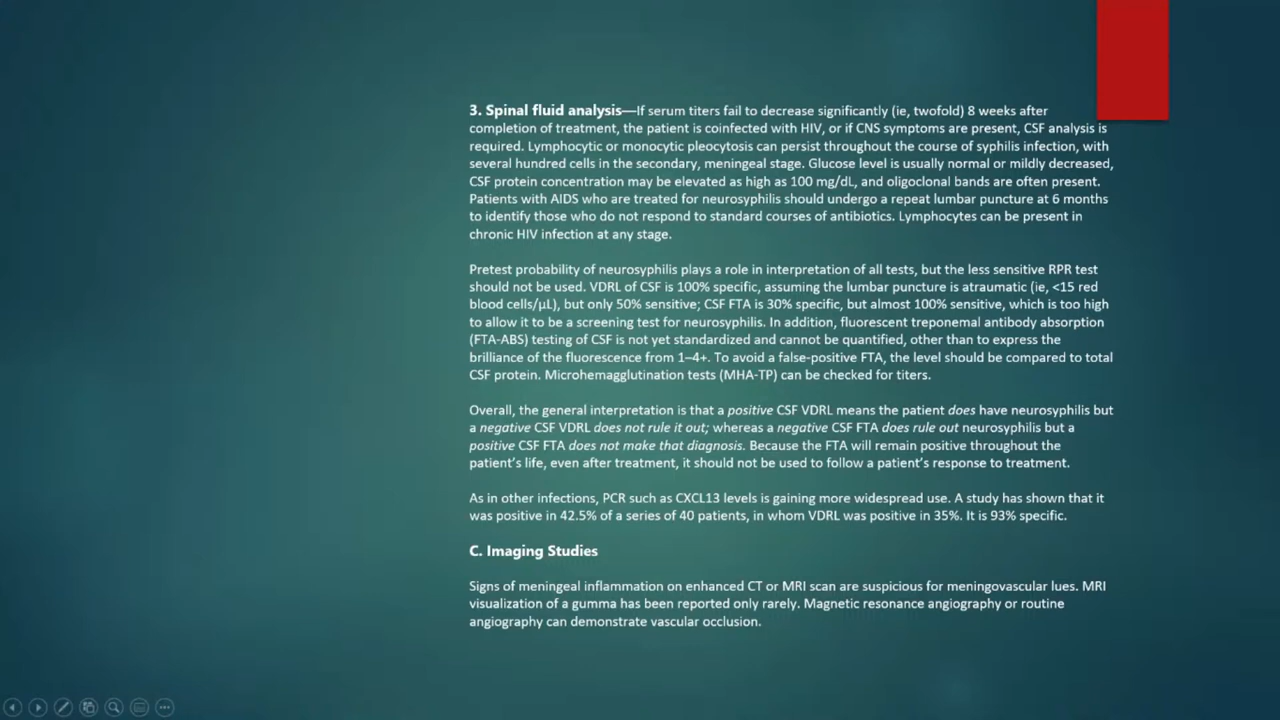 3. Spinal fluid analysis—If serum titers fail to decrease significantly (ie, twofold) 8 weeks after
completion of treatment, the patient is coinfected with HIV, or if CNS symptoms are present, CSF analysis is
required. Lymphocytic or monocytic pleocytosis can persist throughout the course of syphilis infection, with
several hundred cells in the secondary, meningeal stage. Glucose level is usually normal or mildly decreased,
CSF protein concentration may be elevated as high as 100 mg/dL, and oligoclonal bands are often present.
Patients with AIDS who are treated for neurosyphilis should undergo a repeat lumbar puncture at 6 months
to identify those who do not respond to standard courses of antibiotics. Lymphocytes can be present in
chronic HIV infection at any stage.
Pretest probability of neurosyphilis plays a role in interpretation of all tests, but the less sensitive RPR test
should not be used. VDRL of CSF is 100% specific, assuming the lumbar puncture is atraumatic (ie, <15 red
blood cells/μL), but only 50% sensitive; CSF FTA is 30% specific, but almost 100% sensitive, which is too high
to allow it to be a screening test for neurosyphilis. In addition, fluorescent treponemal antibody absorption
(FTA-ABS) testing of CSF is not yet standardized and cannot be quantified, other than to express the
brilliance of the fluorescence from 1–4+. To avoid a false-positive FTA, the level should be compared to total
CSF protein. Microhemagglutination tests (MHA-TP) can be checked for titers.
Overall, the general interpretation is that a positive CSF VDRL means the patient does have neurosyphilis but
a negative CSF VDRL does not rule it out; whereas a negative CSF FTA does rule out neurosyphilis but a
positive CSF FTA does not make that diagnosis. Because the FTA will remain positive throughout the
patient's life, even after treatment, it should not be used to follow a patient's response to treatment.
As in other infections, PCR such as CXCL13 levels is gaining more widespread use. A study has shown that it
was positive in 42.5% of a series of 40 patients, in whom VDRL was positive in 35%. It is 93% specific.
C. Imaging Studies
Signs of meningeal inflammation on enhanced CT or MRI scan are suspicious for meningovascular lues. MRI
visualization of a gumma has been reported only rarely. Magnetic resonance angiography or routine
angiography can demonstrate vascular occlusion.